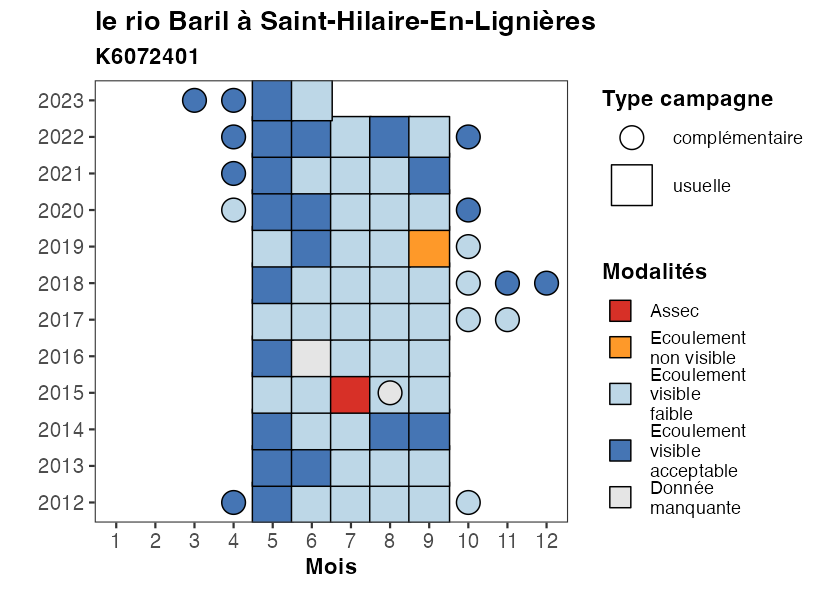 le rio Baril à Saint-Hilaire-En-Lignières
K6072401
2023
2022
2021
2020
2019
2018
2017
2016
2015
2014
2013
2012
1 2 3 4 5 6 7 8 9 10 11 12
Mois
Type campagne
complémentaire
usuelle
Modalités
Assec
Ecoulement
non visible
Ecoulement
visible
faible
Ecoulement
visible
acceptable
Donnée
manquante